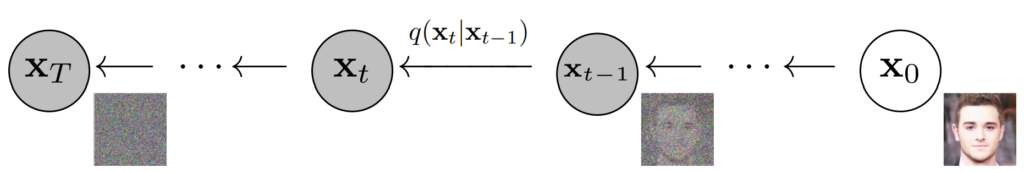 q(x_t|x_{t−1})
x_T ← ··· ← x_t ← x_{t−1} ← ··· ← x_0